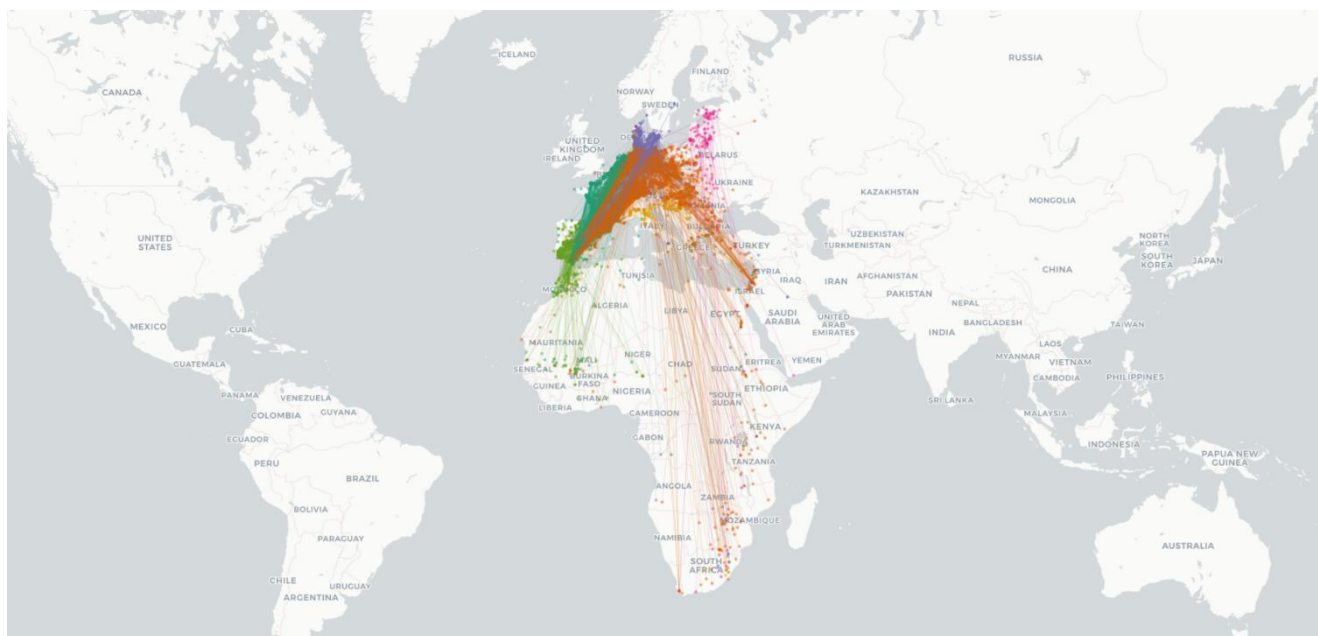 ICELAND
RUSSIA
FINLAND
NORWAY
SWEDEN
CANADA
UNITED
KINGDOM
IRELAND
BELARUS
UKRAINE
KAZAKHSTAN
MONGOLIA
ITALY
GREECE
TURKEY
UZBEKISTAN
TURKMENISTAN
NORTH
KOREA
SOUTH
KOREA
JAPAN
UNITED
STATES
TUNISIA
SYRIA
IRAQ
IRAN
AFGHANISTAN
CHINA
ISRAEL
PAKISTAN
ALGERIA
LIBYA
EGYPT
SAUDI
ARABIA
UNITED
ARAB
EMIRATES
NEPAL
BANGLADESH
INDIA
TAIWAN
MEXICO
CUBA
MAURITANIA
MALI
NIGER
CHAD
SUDAN
ERITREA
YEMEN
LAOS
MYANMAR
VIETNAM
CAMBODIA
PHILIPPINES
GUATEMALA
SENEGAL
BURKINA
FASO
GUINEA
NIGERIA
ETHIOPIA
SOUTH
SUDAN
SRI LANKA
PANAMA
VENEZUELA
GUYANA
COLOMBIA
LIBERIA
GHANA
CAMEROON
MALAYSIA
ECUADOR
GABON
RWANDA
KENYA
INDONESIA
PAPUA NEW
GUINEA
PERU
BRAZIL
TANZANIA
ANGOLA
ZAMBIA
BOLIVIA
MOZAMBIQUE
PARAGUAY
NAMIBIA
AUSTRALIA
SOUTH
AFRICA
CHILE
URUGUAY
ARGENTINA